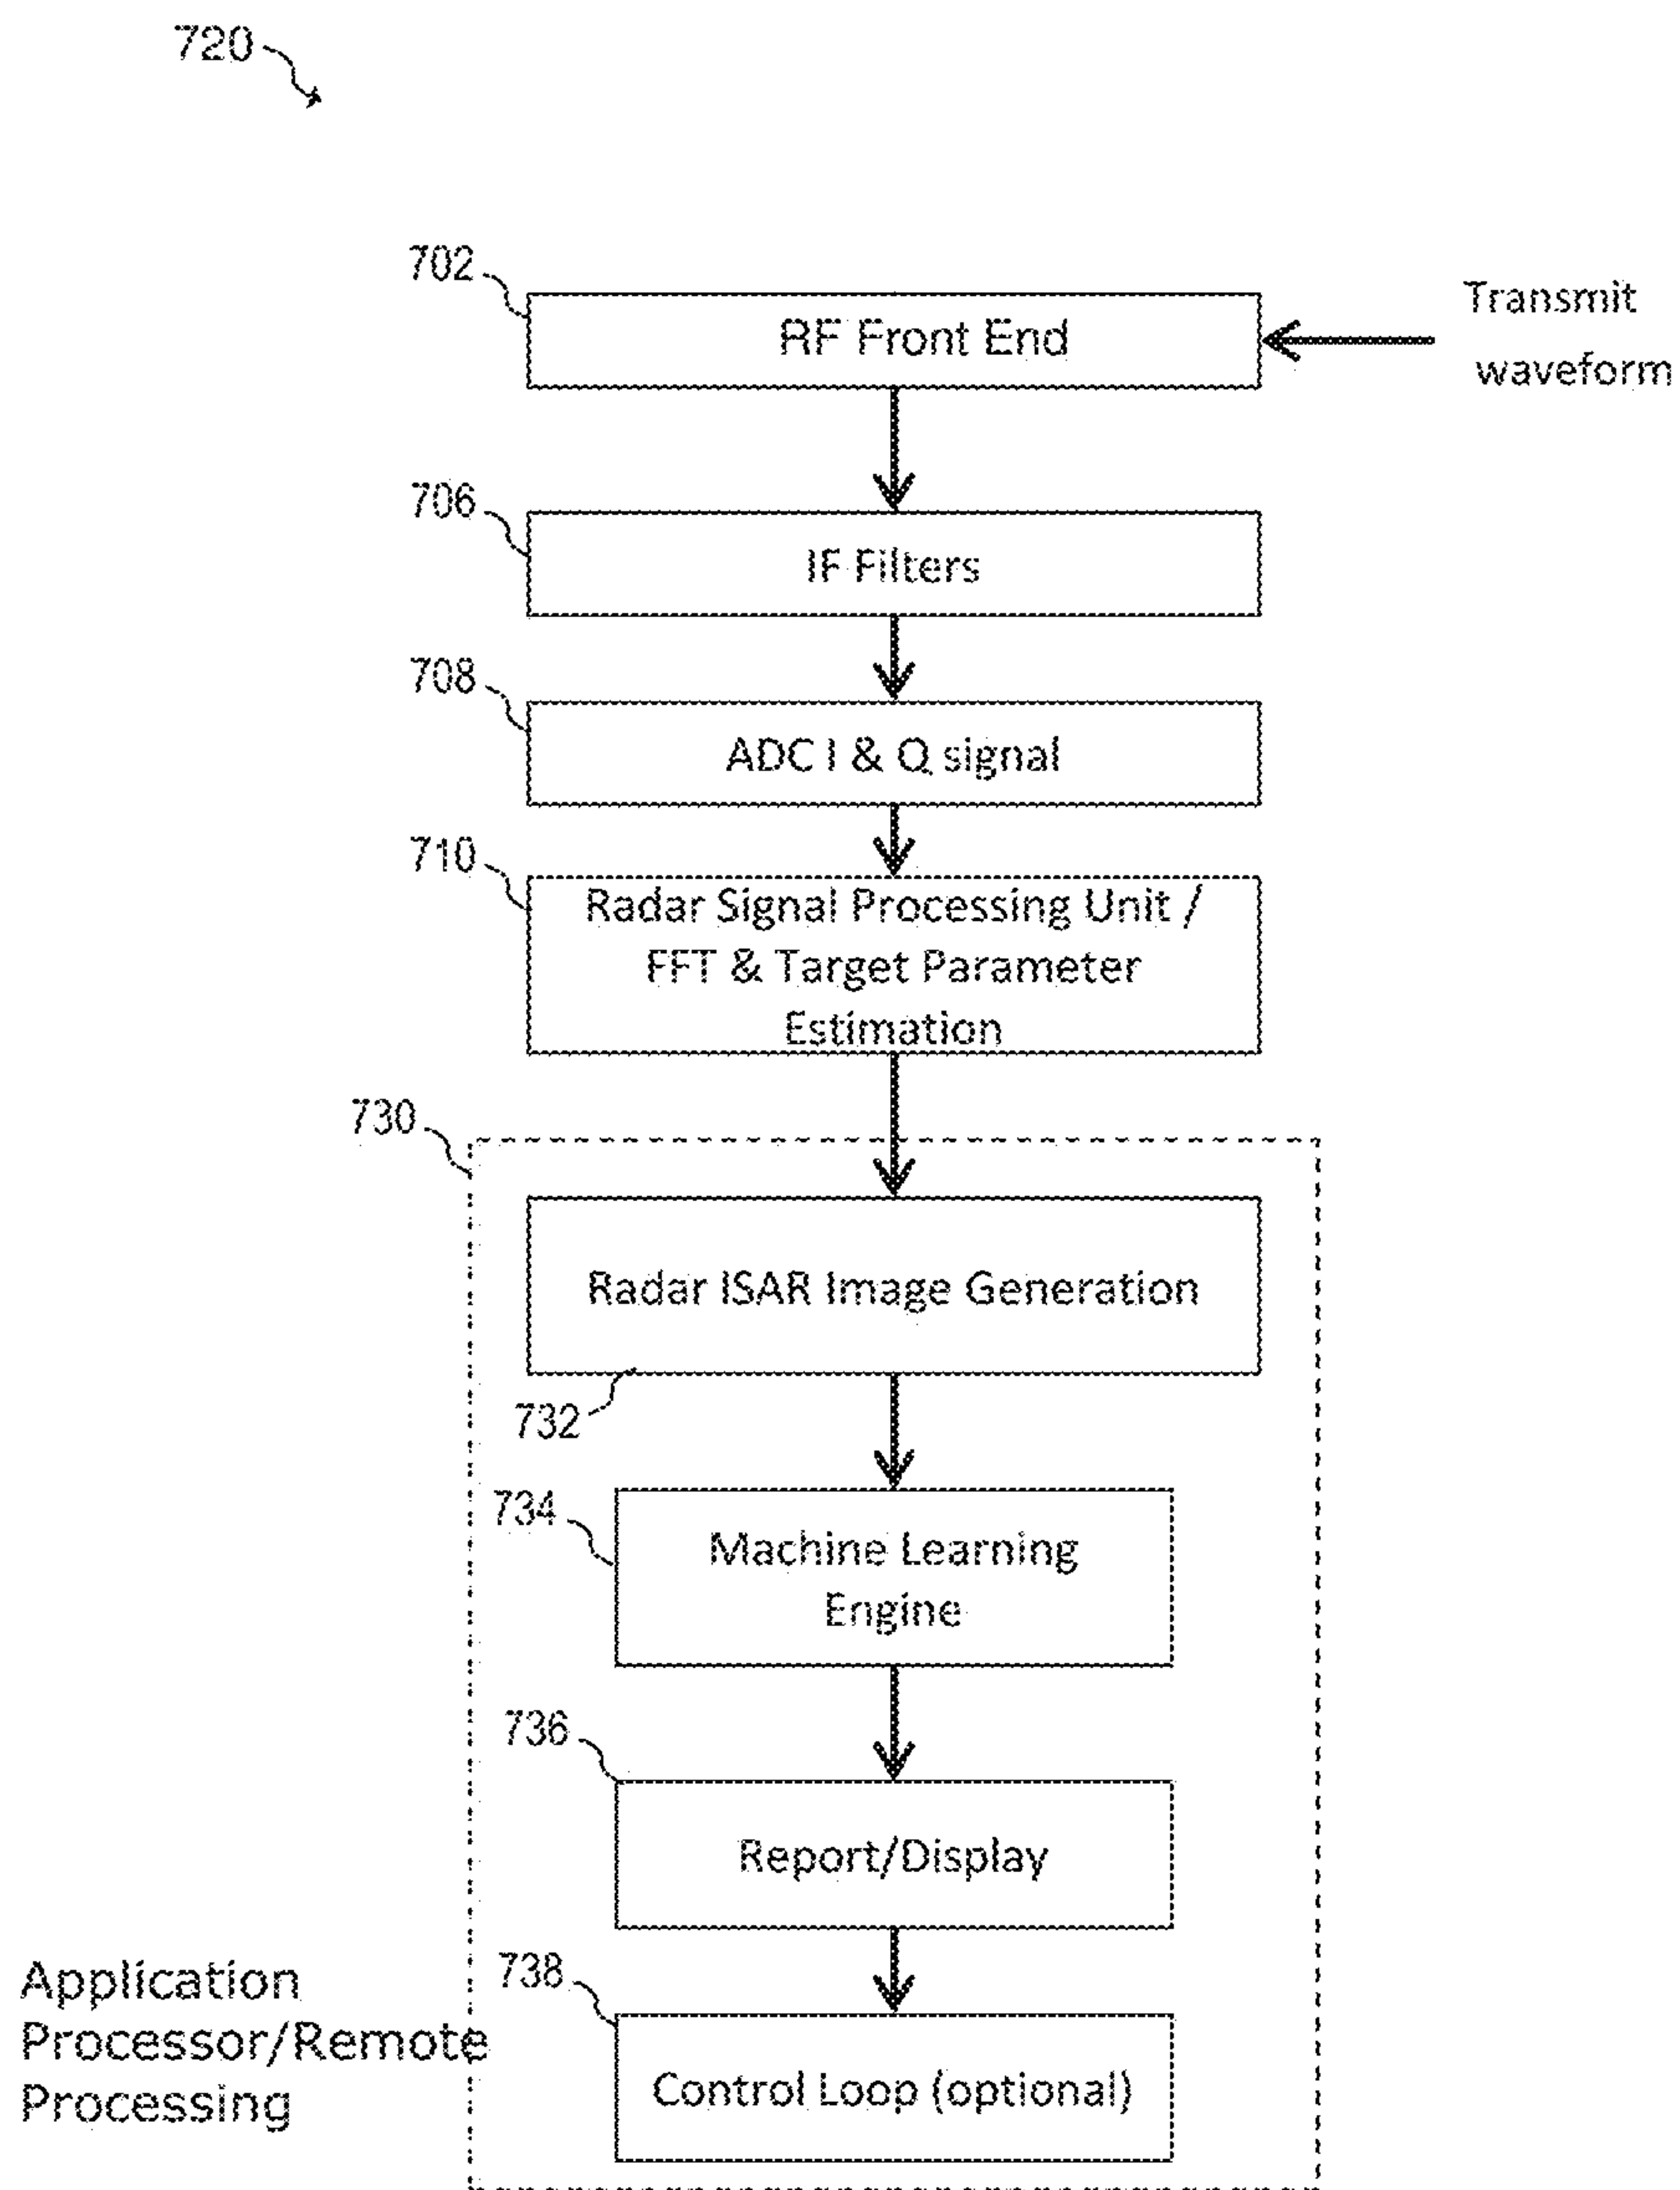 720
702
RF Front End
Transmit
waveform
706
IF Filters
708
ADC I & Q signal
710
Radar Signal Processing Unit /
FFT & Target Parameter
Estimation
730
Radar ISAR Image Generation
732
734
Machine Learning
Engine
736
Report/Display
738
Control Loop (optional)
Application
Processor/Remote
Processing